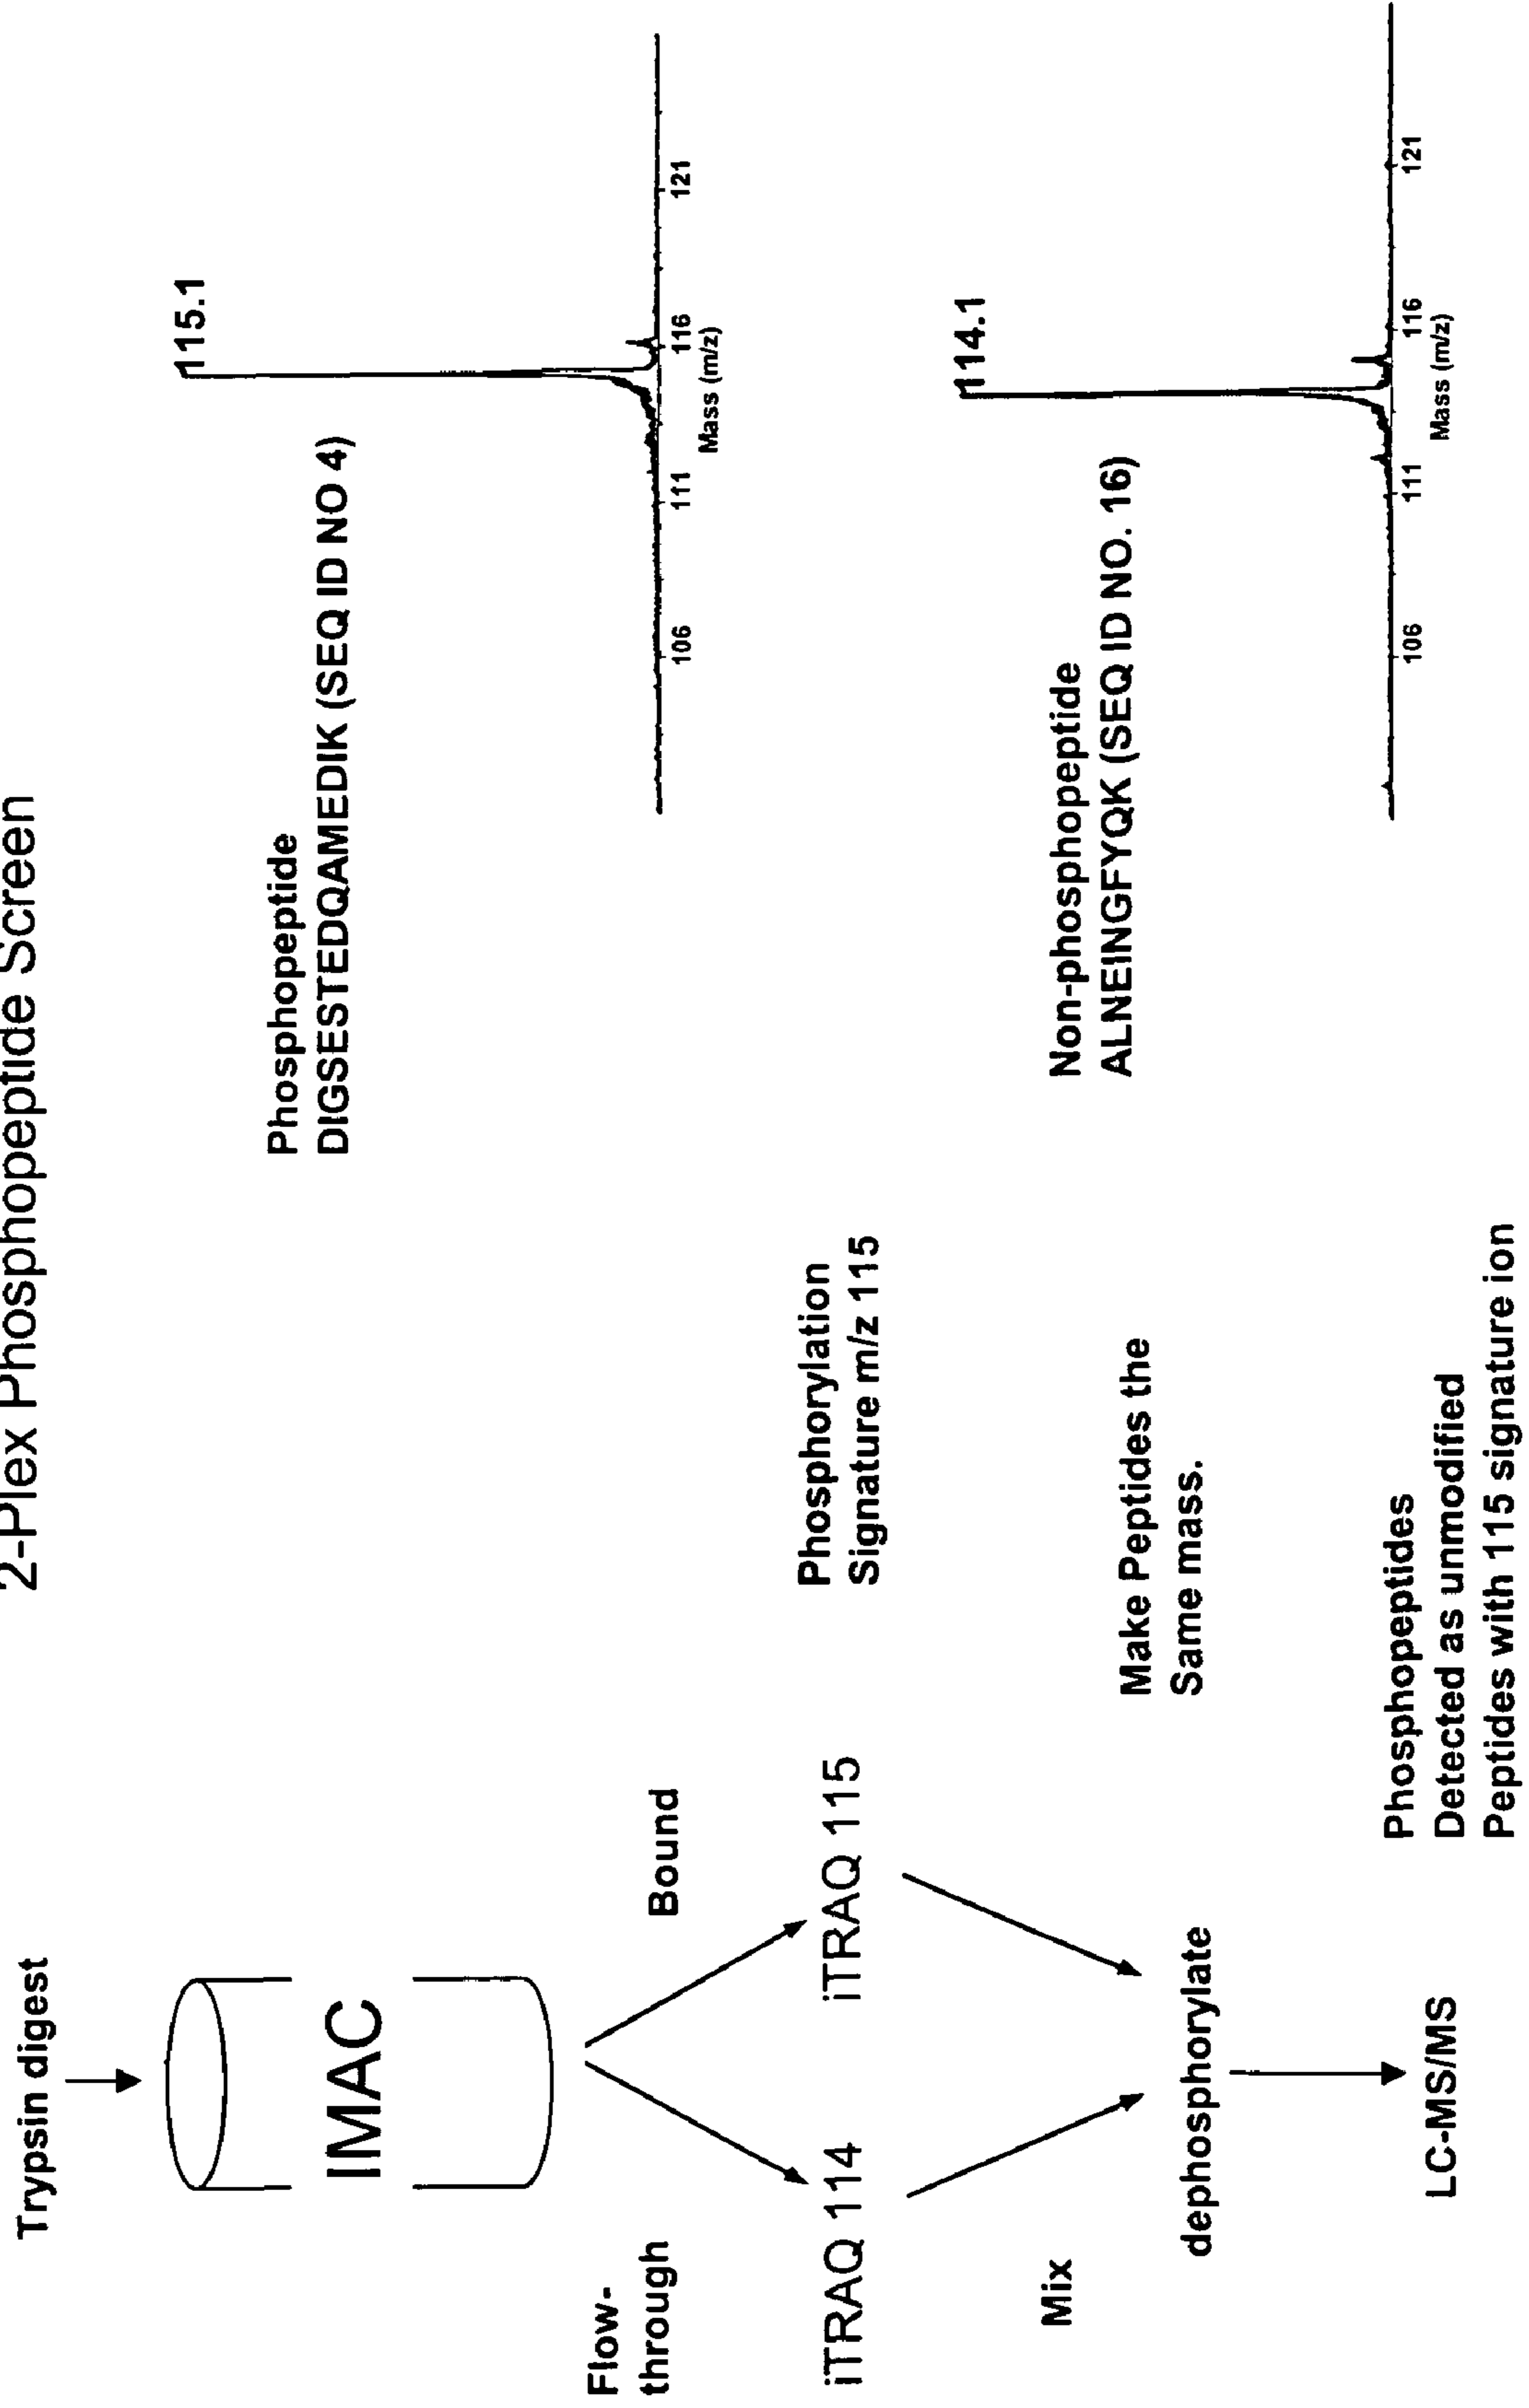 2-Plex Phosphopeptide Screen
Trypsin digest
IMAC
Flow-
through
Bound
iTRAQ 114
iTRAQ 115
Phosphorylation
Signature m/z 115
Mix
dephosphorylate
Make Peptides the
Same mass.
LC-MS/MS
Phosphopeptides
Detected as unmodified
Peptides with 115 signature ion
Phosphopeptide
DIGSESTEDQAMEDIK (SEQ ID NO 4)
115.1
106
111
116
121
Mass (m/z)
Non-phosphopeptide
ALNEINGFYQK (SEQ ID NO. 16)
114.1
106
111
116
121
Mass (m/z)